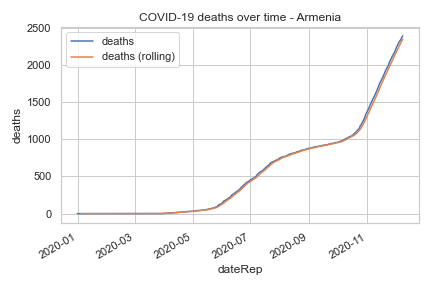 COVID-19 deaths over time - Armenia
deaths
deaths (rolling)
deaths
2500
2000
1500
1000
500
0
2020-01
2020-03
2020-05
2020-07
2020-09
2020-11
dateRep